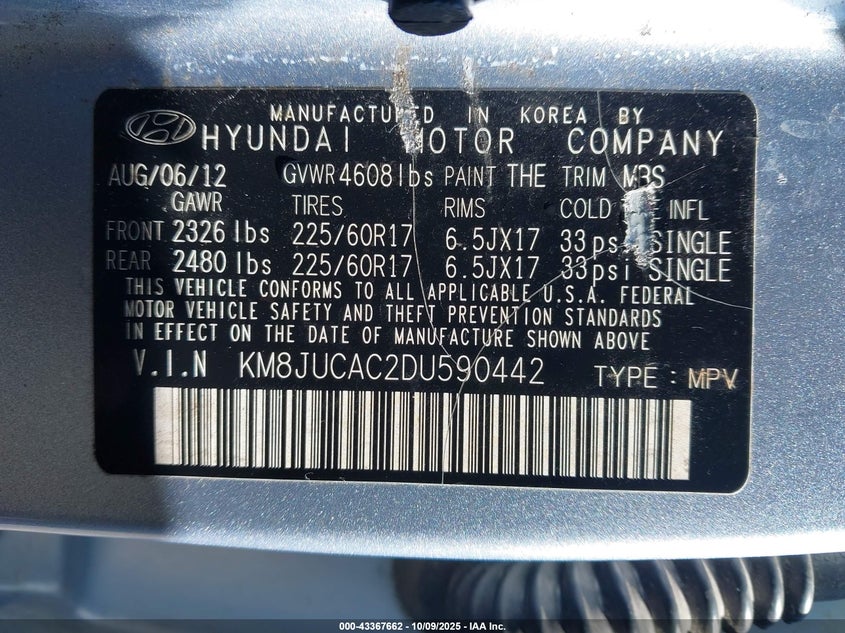 MANUFACTURED IN KOREA BY
HYUNDAI MOTOR COMPANY
AUG/06/12 GVWR 4608lbs PAINT THE TRIM MBS
GAWR TIRES RIMS COLD INFL
FRONT 2326 lbs 225/60R17 6.5JX17 33psi SINGLE
REAR 2480 lbs 225/60R17 6.5JX17 33psi SINGLE
THIS VEHICLE CONFORMS TO ALL APPLICABLE U.S.A. FEDERAL
MOTOR VEHICLE SAFETY AND THEFT PREVENTION STANDARDS
IN EFFECT ON THE DATE OF MANUFACTURE SHOWN ABOVE
V.I.N KM8JUCAC2DU590442 TYPE : MPV
000-43367662 - 10/09/2025 - IAA Inc.